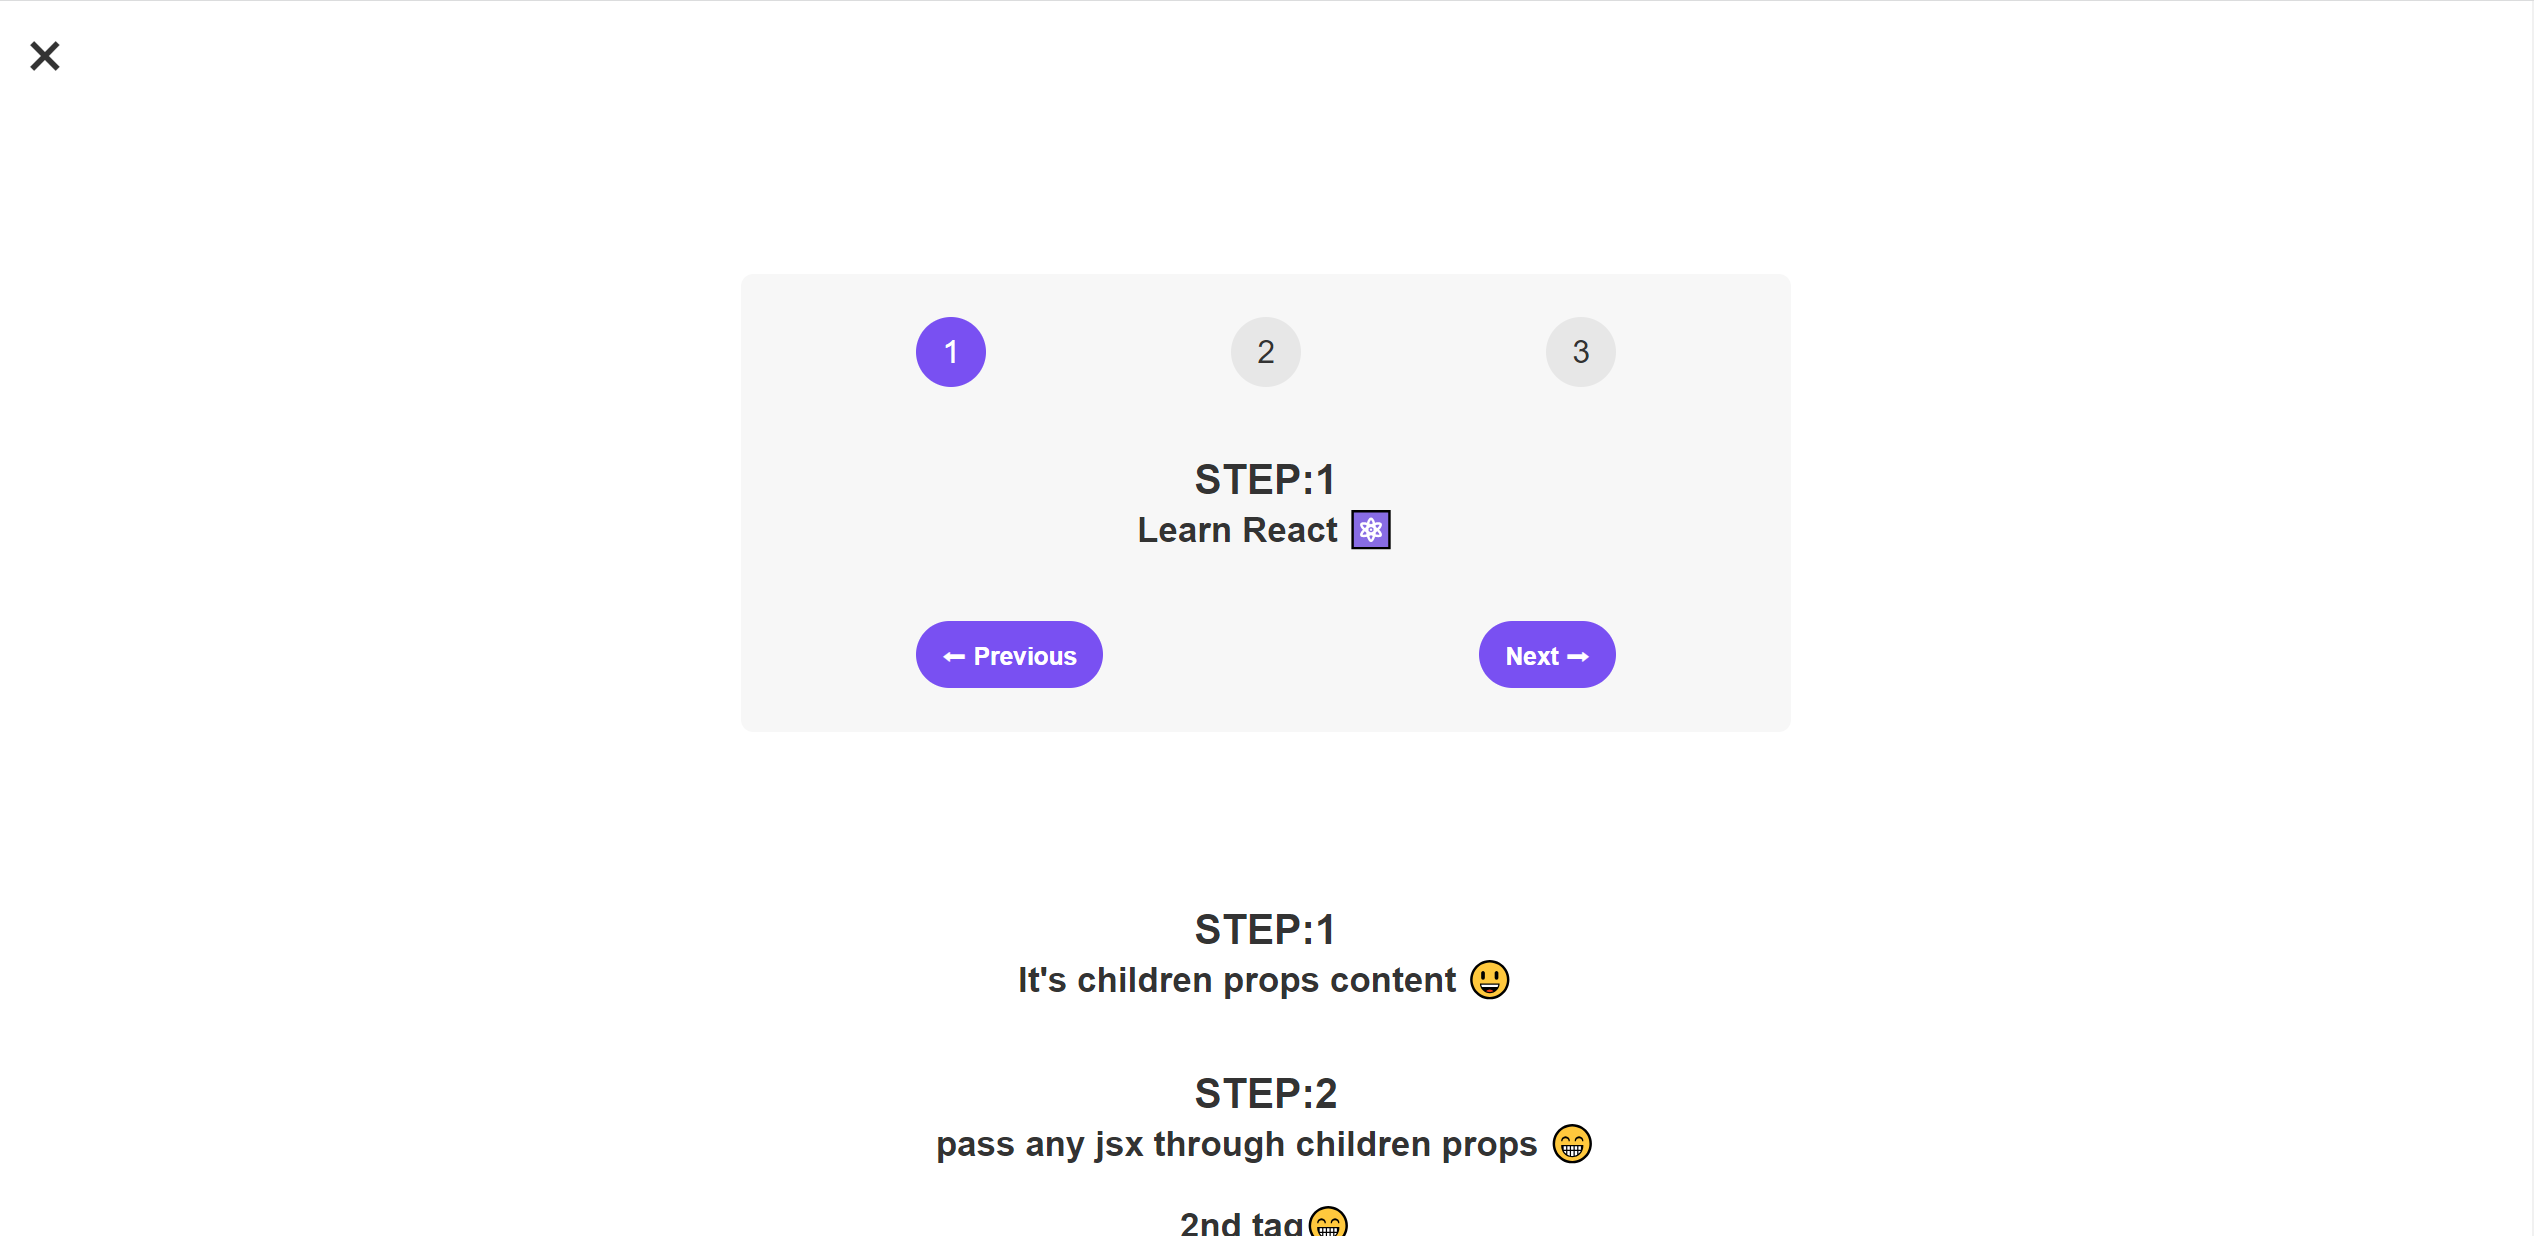 ×
1 2 3
STEP:1
Learn React ⚛
← Previous Next →
STEP:1
It's children props content 😃
STEP:2
pass any jsx through children props 😁
2nd tag😁